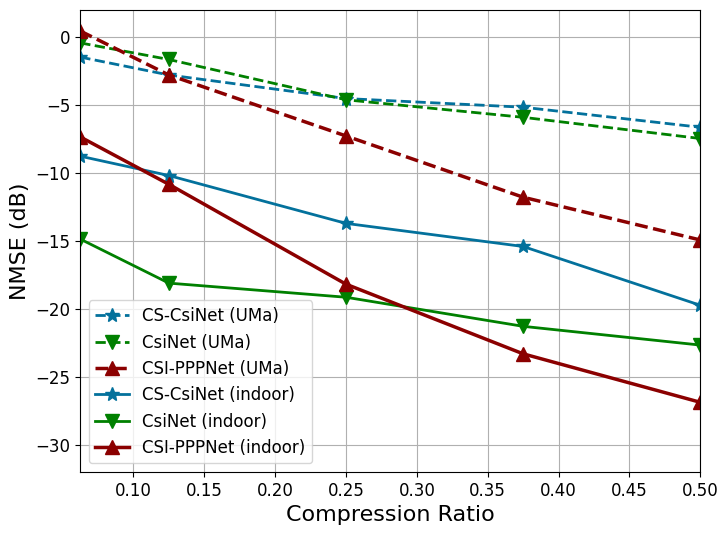 0
−5
−10
−15
−20
−25
−30
NMSE (dB)
CS-CsiNet (UMa)
CsiNet (UMa)
CSI-PPPNet (UMa)
CS-CsiNet (indoor)
CsiNet (indoor)
CSI-PPPNet (indoor)
0.10 0.15 0.20 0.25 0.30 0.35 0.40 0.45 0.50
Compression Ratio